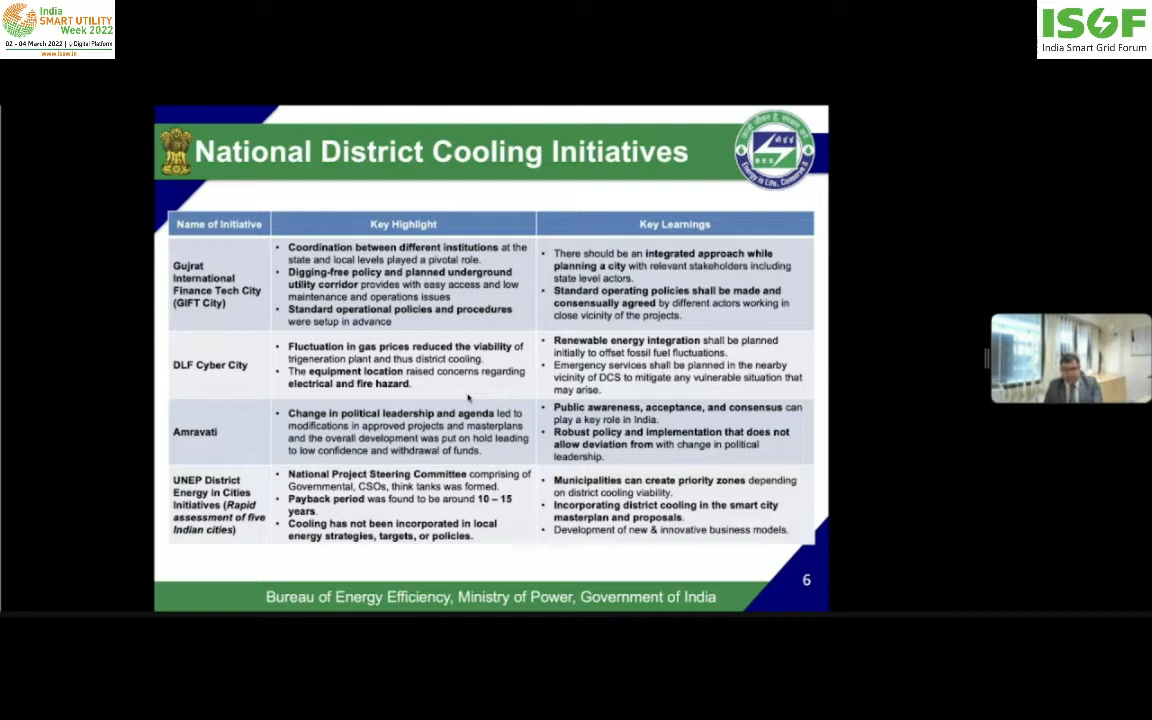 India
SMART UTILITY
Week 2022
02 - 04 March 2022 | Digital Platform
www.isuw.in
ISGF
India Smart Grid Forum
National District Cooling Initiatives
BEE
Energy is Life, Conserve it
Name of Initiative
Key Highlight
Key Learnings
Gujrat
International
Finance Tech City
(GIFT City)
• Coordination between different institutions at the
state and local levels played a pivotal role.
• Digging-free policy and planned underground
utility corridor provides with easy access and low
maintenance and operations issues
• Standard operational policies and procedures
were setup in advance
• There should be an integrated approach while
planning a city with relevant stakeholders including
state level actors.
• Standard operating policies shall be made and
consensually agreed by different actors working in
close vicinity of the projects.
DLF Cyber City
• Fluctuation in gas prices reduced the viability of
trigeneration plant and thus district cooling.
• The equipment location raised concerns regarding
electrical and fire hazard.
• Renewable energy integration shall be planned
initially to offset fossil fuel fluctuations.
• Emergency services shall be planned in the nearby
vicinity of DCS to mitigate any vulnerable situation that
may arise.
Amravati
• Change in political leadership and agenda led to
modifications in approved projects and masterplans
and the overall development was put on hold leading
to low confidence and withdrawal of funds.
• Public awareness, acceptance, and consensus can
play a key role in India.
• Robust policy and implementation that does not
allow deviation from with change in political
leadership.
UNEP District
Energy in Cities
Initiatives (Rapid
assessment of five
Indian cities)
• National Project Steering Committee comprising of
Governmental, CSOs, think tanks was formed.
• Payback period was found to be around 10 – 15
years.
• Cooling has not been incorporated in local
energy strategies, targets, or policies.
• Municipalities can create priority zones depending
on district cooling viability.
• Incorporating district cooling in the smart city
masterplan and proposals.
• Development of new & innovative business models.
6
Bureau of Energy Efficiency, Ministry of Power, Government of India